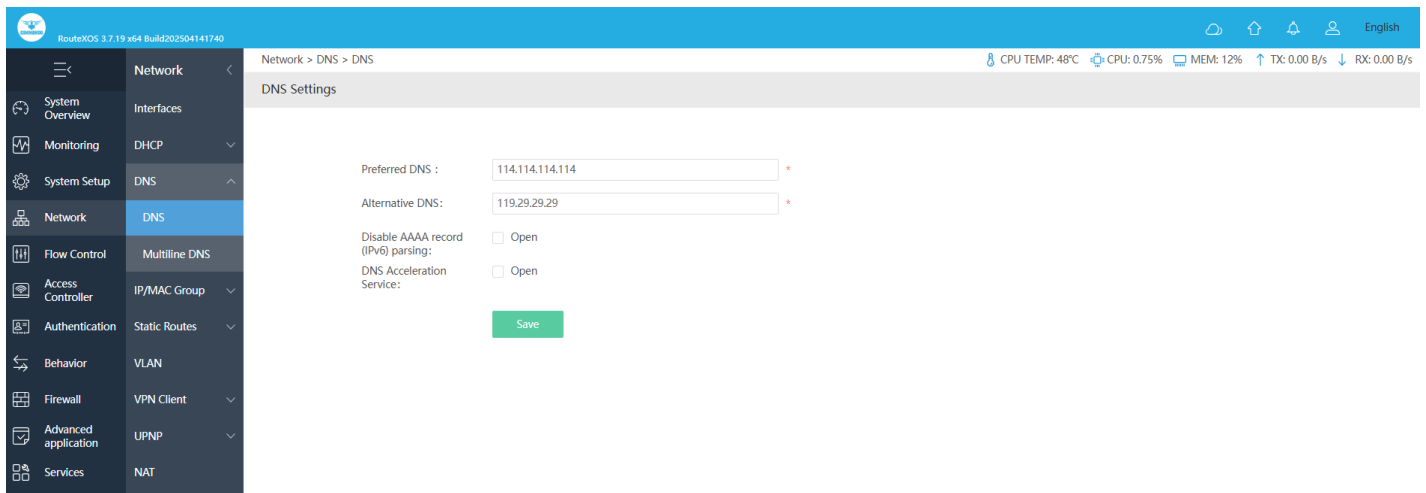 RouteXOS 3.7.19 x64 Build202504141740
English
Network > DNS > DNS
CPU TEMP: 48℃ CPU: 0.75% MEM: 12% TX: 0.00 B/s RX: 0.00 B/s
DNS Settings
System
Overview
Monitoring
System Setup
Network
Flow Control
Access
Controller
Authentication
Behavior
Firewall
Advanced
application
Services
Network
Interfaces
DHCP
DNS
DNS
Multiline DNS
IP/MAC Group
Static Routes
VLAN
VPN Client
UPNP
NAT
Preferred DNS : 114.114.114.114 *
Alternative DNS: 119.29.29.29 *
Disable AAAA record
(IPv6) parsing: Open
DNS Acceleration
Service: Open
Save